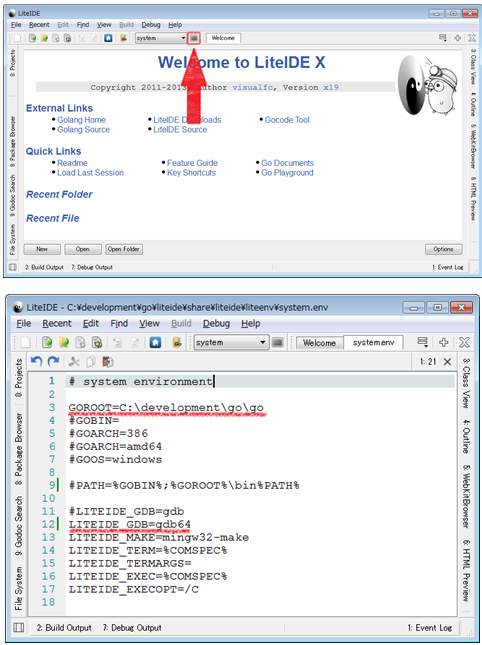 LiteIDE
File Edit Recent Find View Build Debug Help
system
Welcome
Welcome to LiteIDE X
Copyright 2011-2013 author visualfc, Version x19
External Links
Golang Home
LiteIDE Downloads
Gocode Tool
Golang Source
LiteIDE Source
Quick Links
Readme
Feature Guide
Go Documents
Load Last Session
Key Shortcuts
Go Playground
Recent Folder
Recent File
New
Open
Open Folder
Options
8: Projects
8: Package Browser
9: Godoc Search
File System
3: Class View
4: Outline
5: WebKitBrowser
6: HTML Preview
2: Build Output 7: Debug Output
1: Event Log
LiteIDE - C:¥development¥go¥liteide¥share¥liteide¥liteenv¥system.env
File Recent Edit Find View Build Debug Help
system
Welcome
system.env
1: 21
1 # system environment
2
3 GOROOT=C:\development\go\go
4 #GOBIN=
5 #GOARCH=386
6 #GOARCH=amd64
7 #GOOS=windows
8
9 #PATH=%GOBIN%;%GOROOT%\bin%PATH%
10
11 #LITEIDE_GDB=gdb
12 LITEIDE_GDB=gdb64
13 LITEIDE_MAKE=mingw32-make
14 LITEIDE_TERM=%COMSPEC%
15 LITEIDE_TERMARGS=
16 LITEIDE_EXEC=%COMSPEC%
17 LITEIDE_EXECOPT=/C
18
8: Projects
8: Package Browser
9: Godoc Search
File System
3: Class View
4: Outline
5: WebKitBrowser
6: HTML Preview
2: Build Output 7: Debug Output
1: Event Log